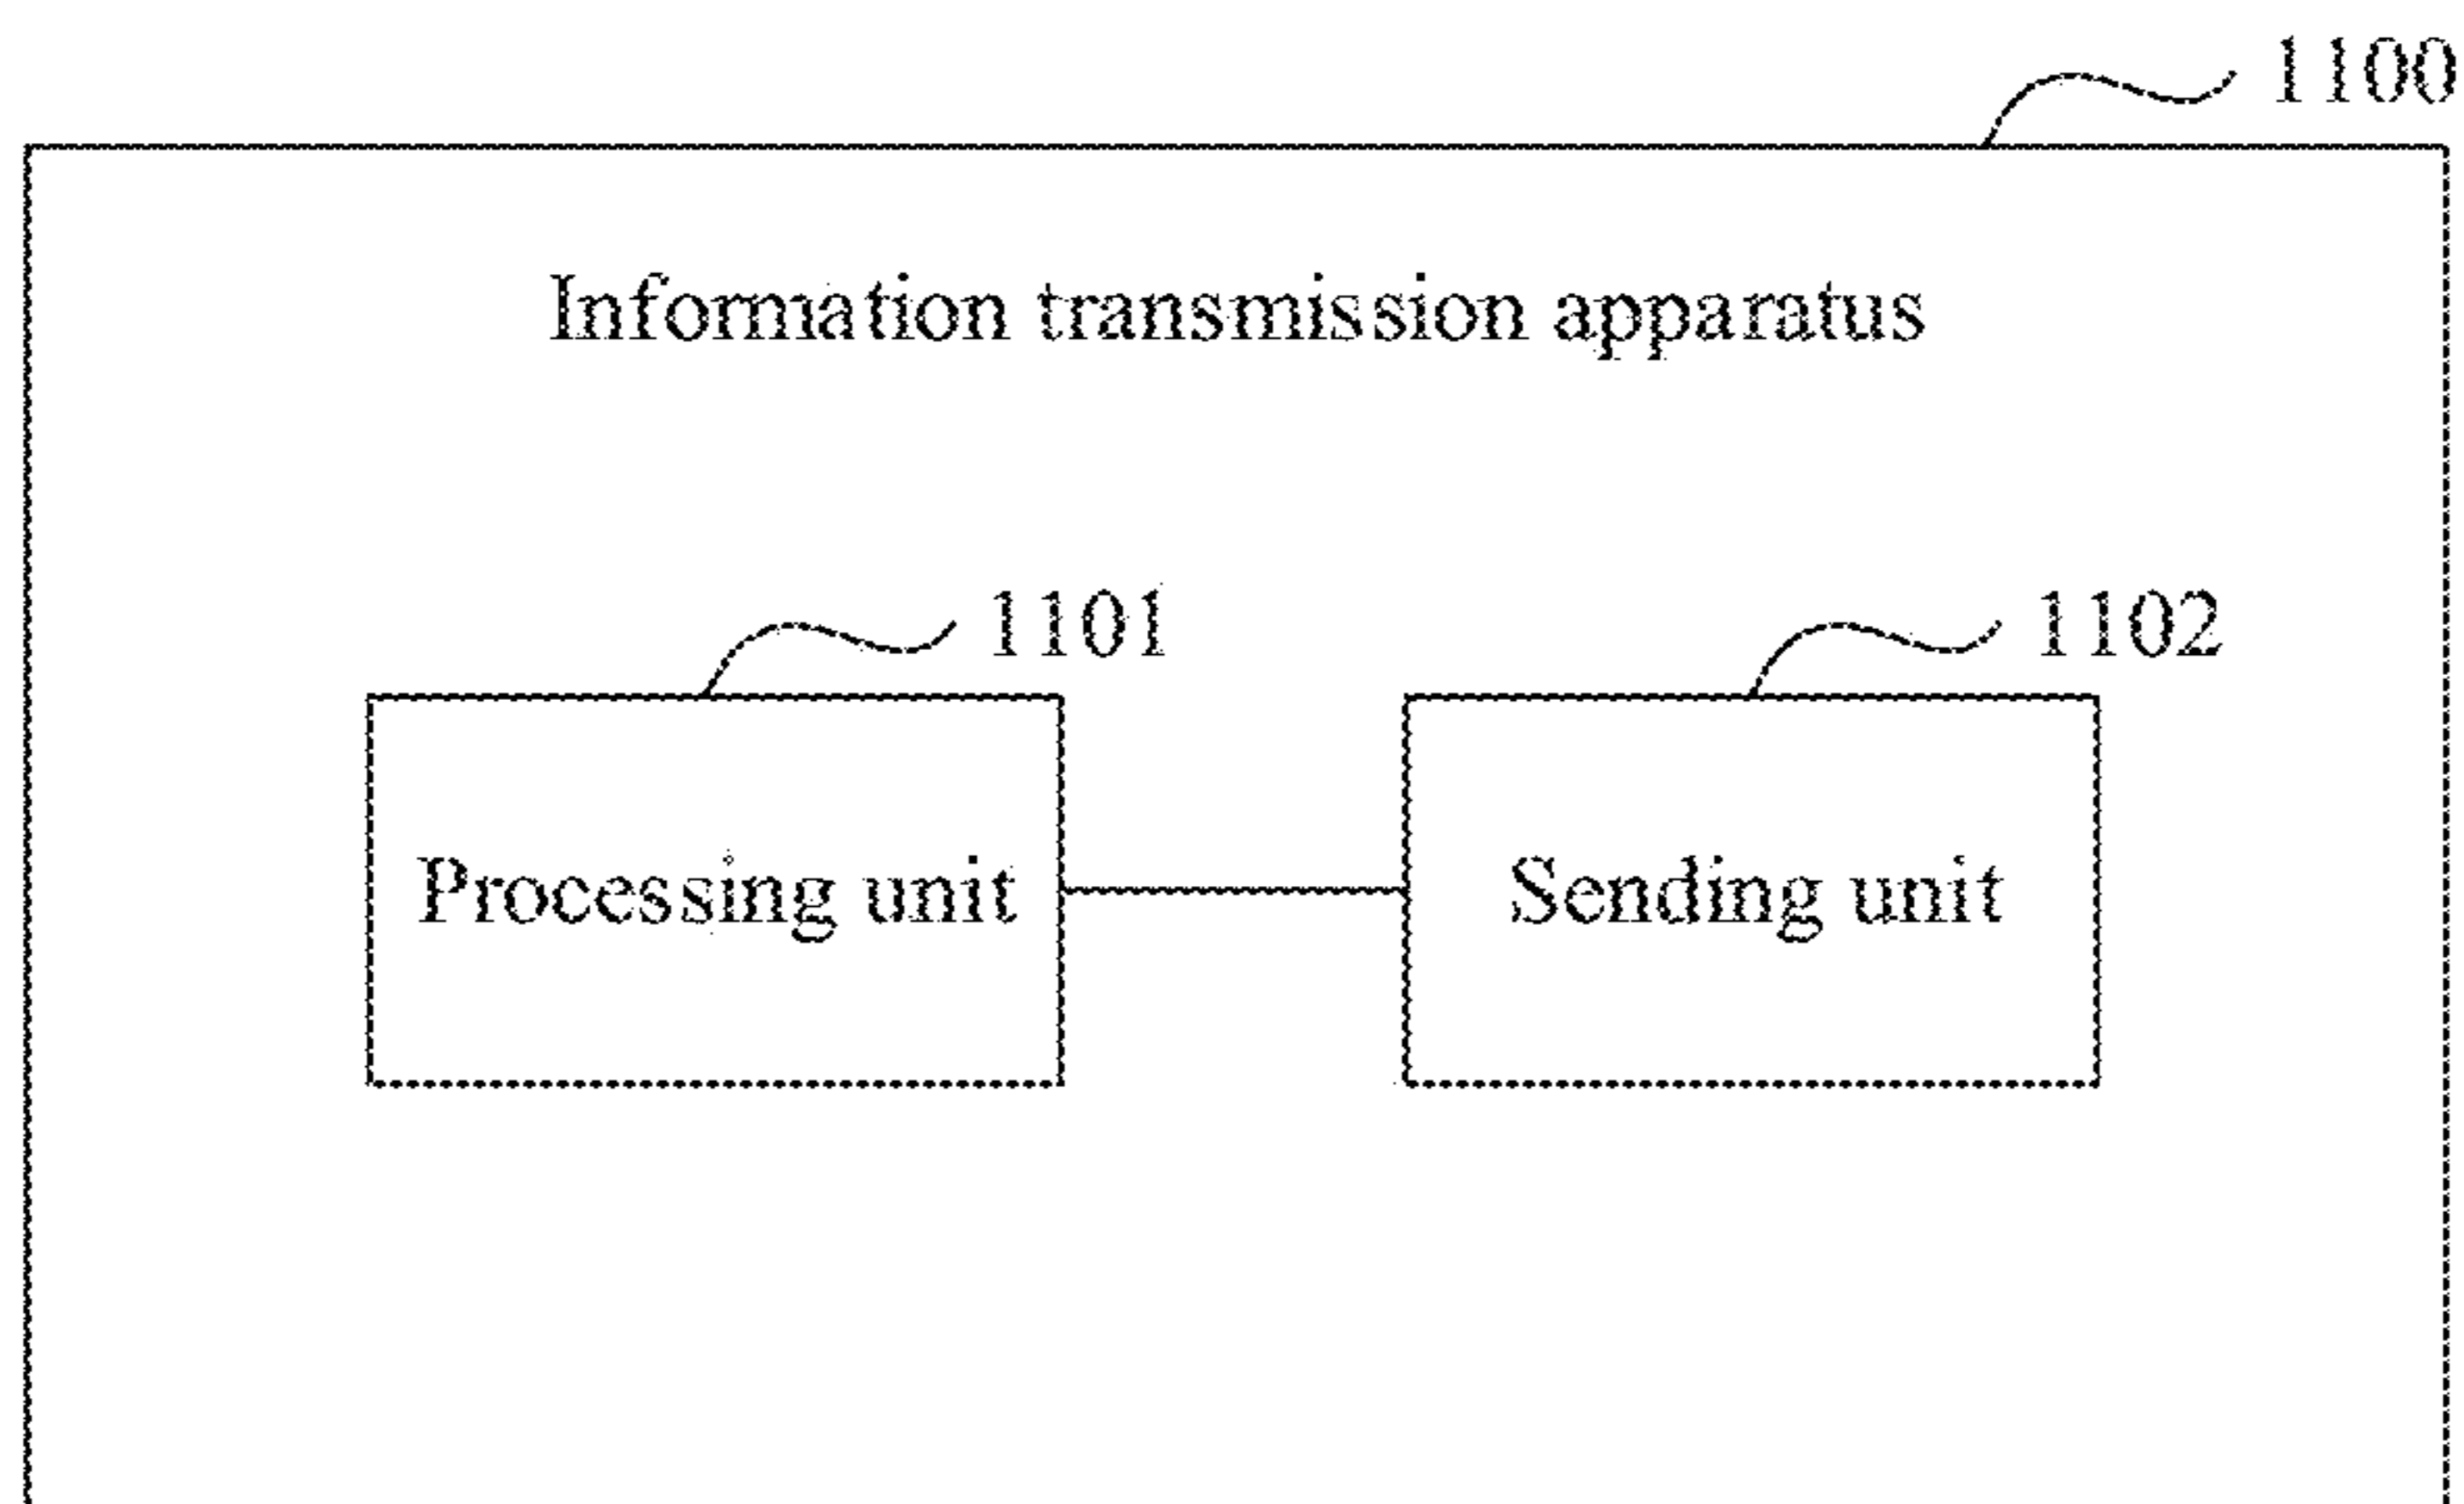 1100
Information transmission apparatus
1101
1102
Processing unit
Sending unit